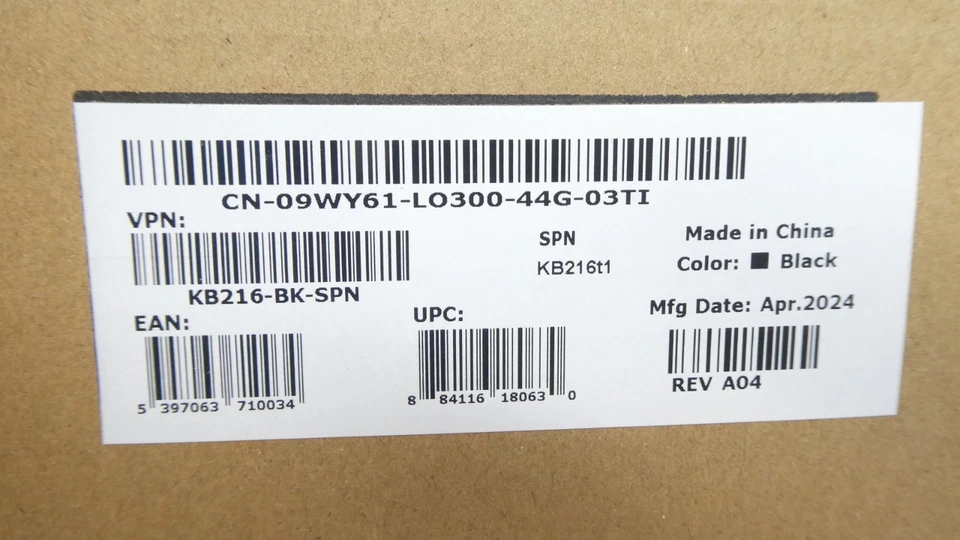 CN-09WY61-LO300-44G-03TI
VPN:
KB216-BK-SPN
SPN
KB216t1
Made in China
Color: Black
EAN:
5 397063 710034
UPC:
8 84116 18063 0
Mfg Date: Apr.2024
REV A04